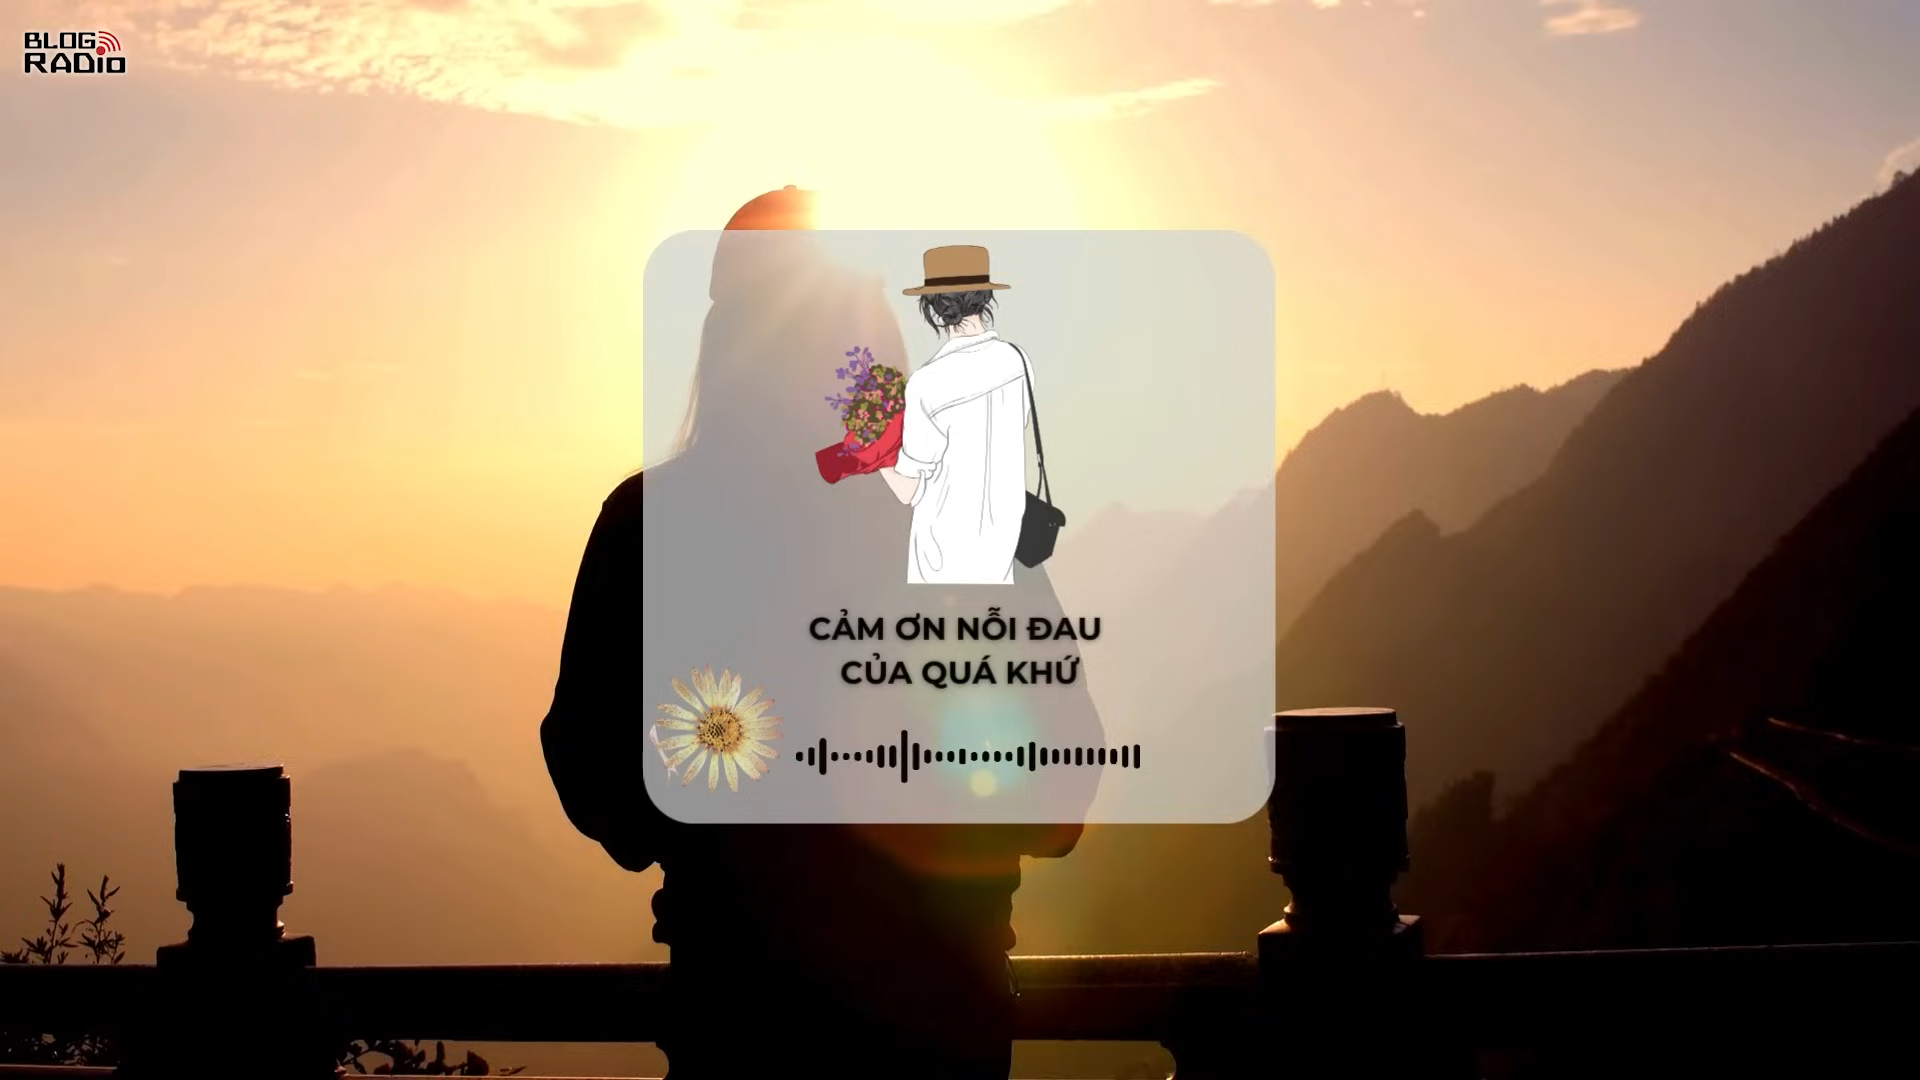 BLOG
RADIO
CẢM ƠN NỖI ĐAU
CỦA QUÁ KHỨ